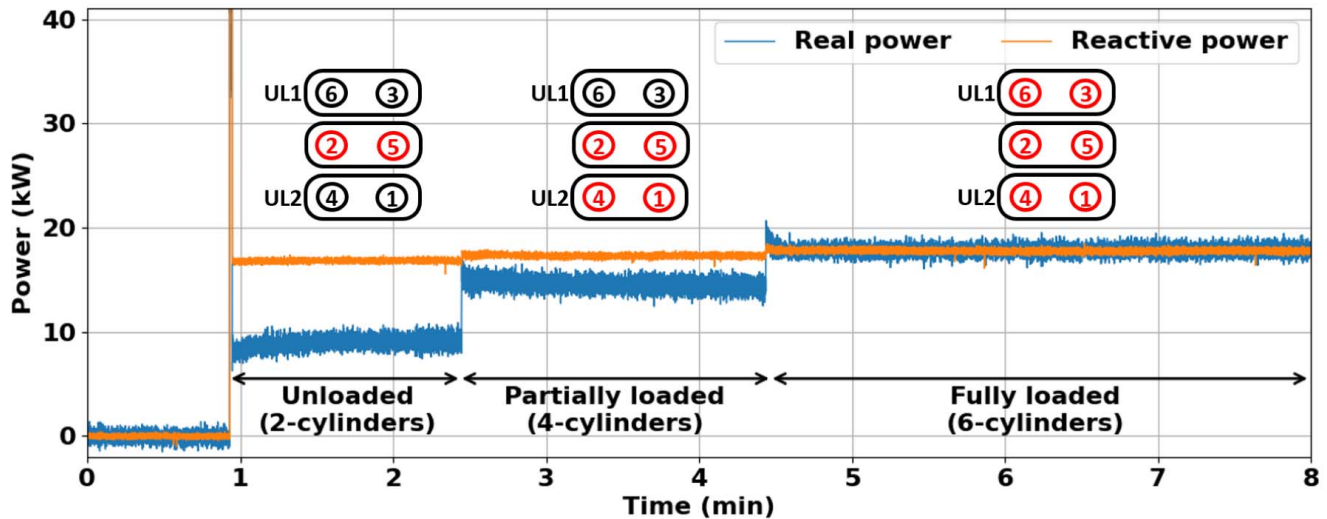 Real power Reactive power
UL1 6 3
2 5
UL2 4 1
UL1 6 3
2 5
UL2 4 1
UL1 6 3
2 5
UL2 4 1
Power (kW)
40
30
20
10
0
Unloaded
(2-cylinders)
Partially loaded
(4-cylinders)
Fully loaded
(6-cylinders)
0 1 2 3 4 5 6 7 8
Time (min)